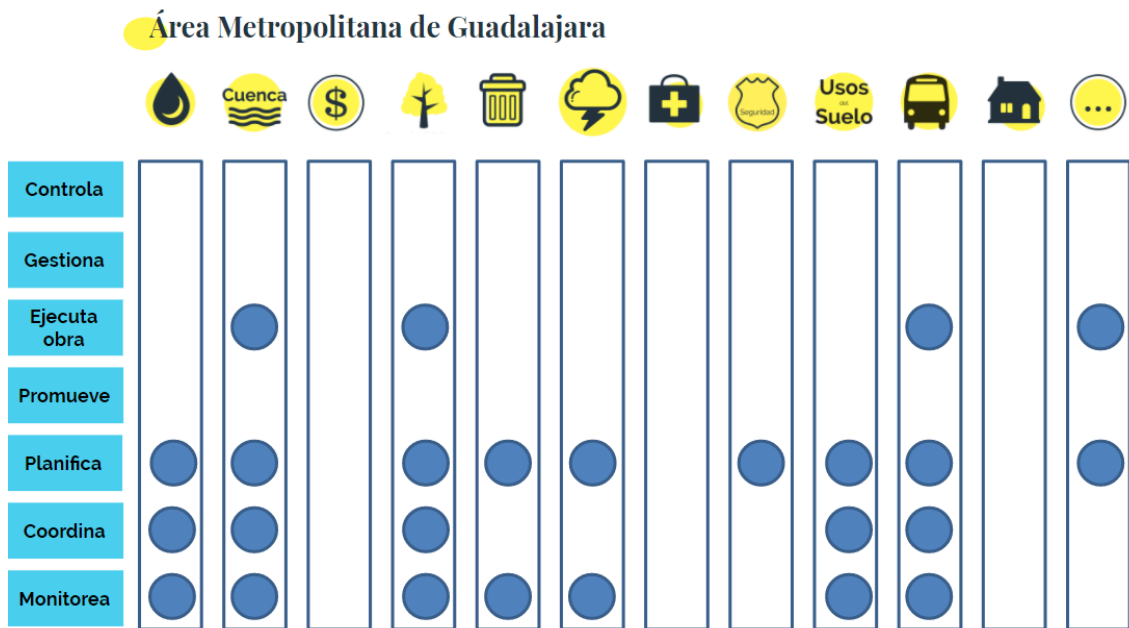 Área Metropolitana de Guadalajara
Cuenca
$
Seguridad
Usos
del
Suelo
...
Controla
Gestiona
Ejecuta
obra
Promueve
Planifica
Coordina
Monitorea